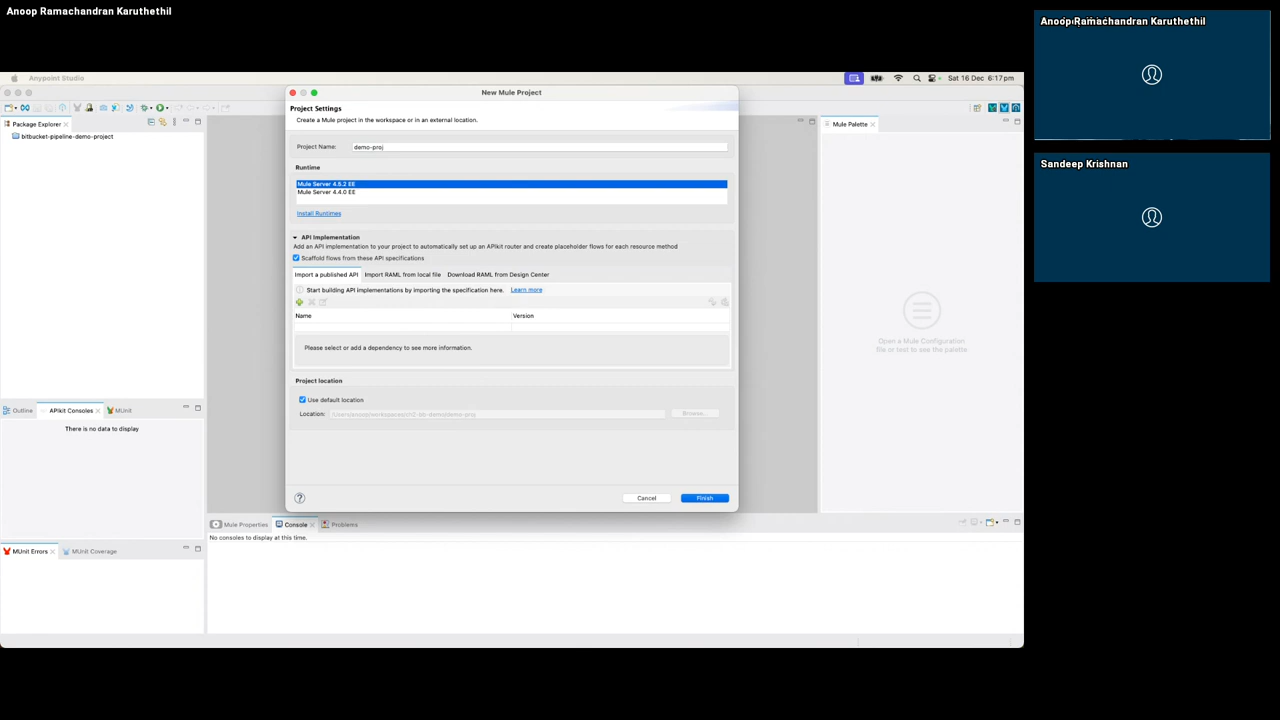 Anoop Ramachandran Karuthethil
Anoop Ramachandran Karuthethil
Sandeep Krishnan
Anypoint Studio
Sat 16 Dec 6:17pm
New Mule Project
Project Settings
Create a Mule project in the workspace or in an external location.
Project Name: demo-proj
Runtime
Mule Server 4.5.2 EE
Mule Server 4.4.0 EE
Install Runtimes
API Implementation
Add an API implementation to your project to automatically set up an APIkit router and create placeholder flows for each resource method
Scaffold flows from these API specifications
Import a published API Import RAML from local file Download RAML from Design Center
Start building API implementations by importing the specification here. Learn more
Name Version
Please select or add a dependency to see more information.
Project location
Use default location
Location:
Browse...
Cancel Finish
Package Explorer
bitbucket-pipeline-demo-project
Mule Palette
Open a Mule Configuration
file or test to see the palette.
Outline APIkit Consoles MUnit
There is no data to display
Mule Properties Console Problems
No consoles to display at this time.
MUnit Errors MUnit Coverage